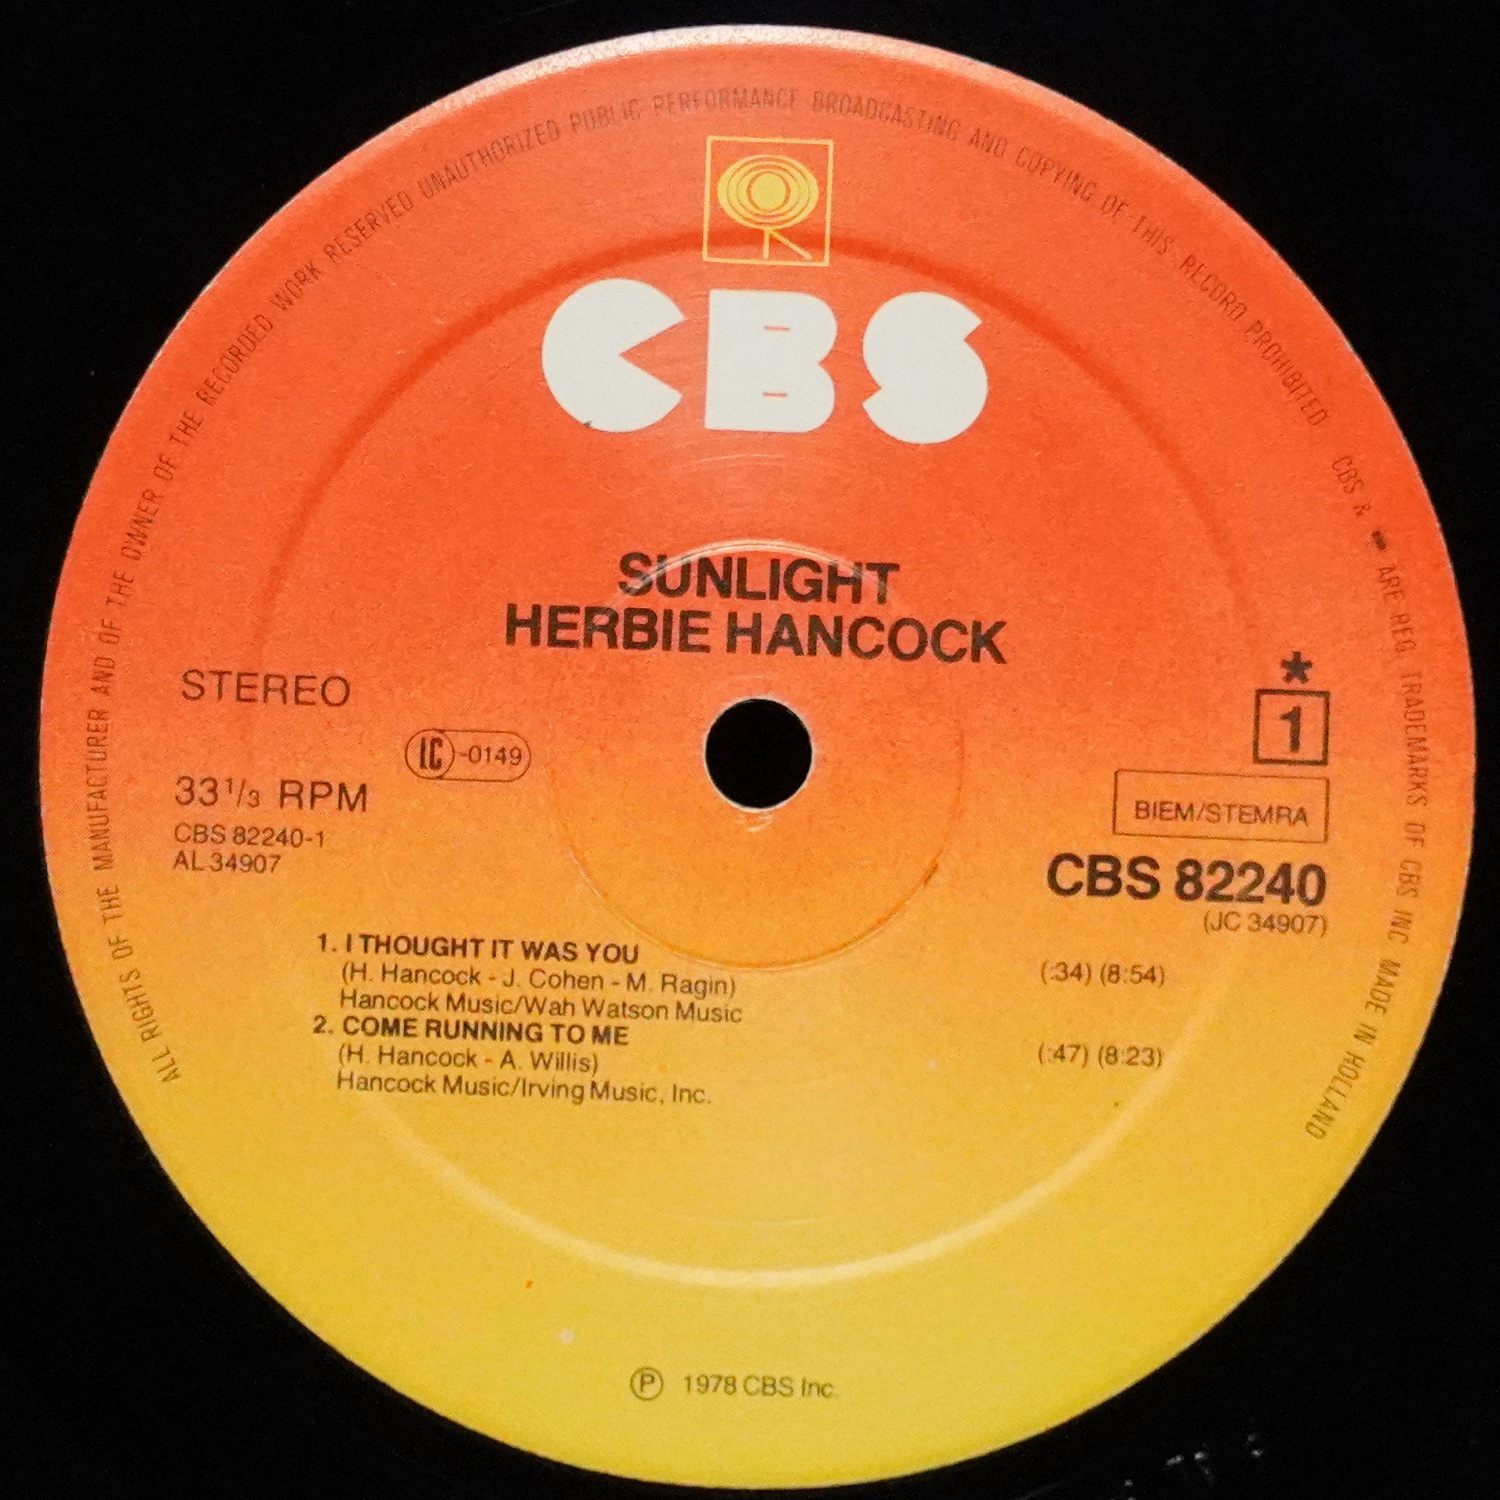 ALL RIGHTS OF THE MANUFACTURER AND OF THE OWNER OF THE RECORDED WORK RESERVED UNAUTHORIZED PUBLIC PERFORMANCE BROADCASTING AND COPYING OF THIS RECORD PROHIBITED CBS & ARE REG. TRADEMARKS OF CBS INC MADE IN HOLLAND
CBS
SUNLIGHT
HERBIE HANCOCK
STEREO
LC-0149
33 1/3 RPM
CBS 82240-1
AL 34907
*
1
BIEM/STEMRA
CBS 82240
(JC 34907)
1. I THOUGHT IT WAS YOU
(H. Hancock - J. Cohen - M. Ragin) (:34) (8:54)
Hancock Music/Wah Watson Music
2. COME RUNNING TO ME
(H. Hancock - A. Willis) (:47) (8:23)
Hancock Music/Irving Music, Inc.
Ⓟ 1978 CBS Inc.